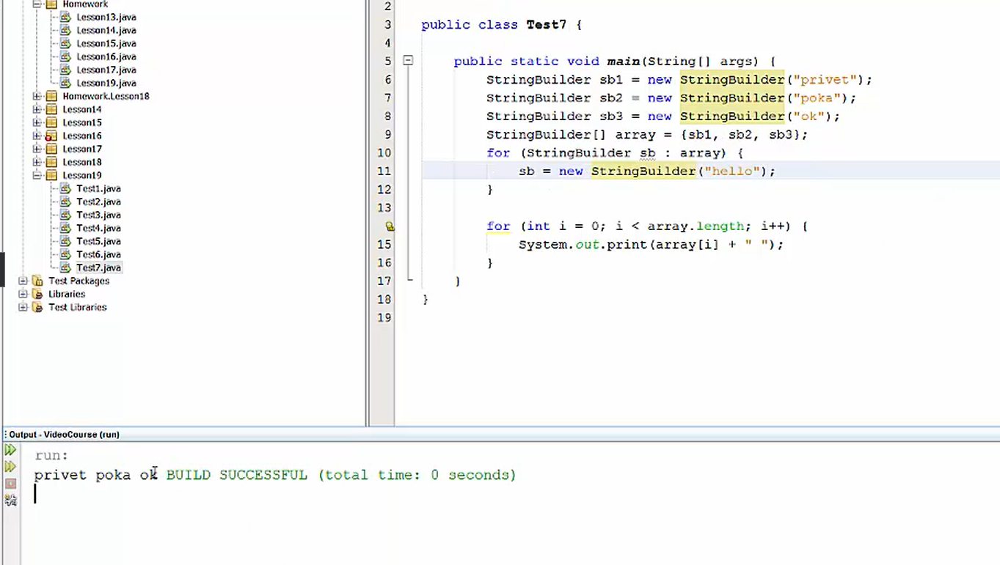 Homework
Lesson13.java
Lesson14.java
Lesson15.java
Lesson16.java
Lesson17.java
Lesson19.java
Homework.Lesson18
Lesson14
Lesson15
Lesson16
Lesson17
Lesson18
Lesson19
Test1.java
Test2.java
Test3.java
Test4.java
Test5.java
Test6.java
Test7.java
Test Packages
Libraries
Test Libraries
2
3 public class Test7 {
4
5 public static void main(String[] args) {
6 StringBuilder sb1 = new StringBuilder("privet");
7 StringBuilder sb2 = new StringBuilder("poka");
8 StringBuilder sb3 = new StringBuilder("ok");
9 StringBuilder[] array = {sb1, sb2, sb3};
10 for (StringBuilder sb : array) {
11 sb = new StringBuilder("hello");
12 }
13
for (int i = 0; i < array.length; i++) {
15 System.out.print(array[i] + " ");
16 }
17 }
18 }
19
Output - VideoCourse (run)
run:
privet poka ok BUILD SUCCESSFUL (total time: 0 seconds)